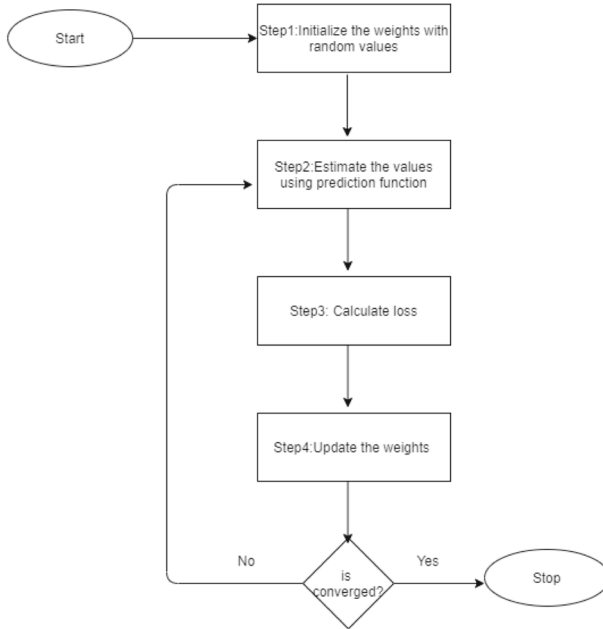 Start
Step1:Initialize the weights with
random values
Step2:Estimate the values
using prediction function
Step3: Calculate loss
Step4:Update the weights
No
is
converged?
Yes
Stop